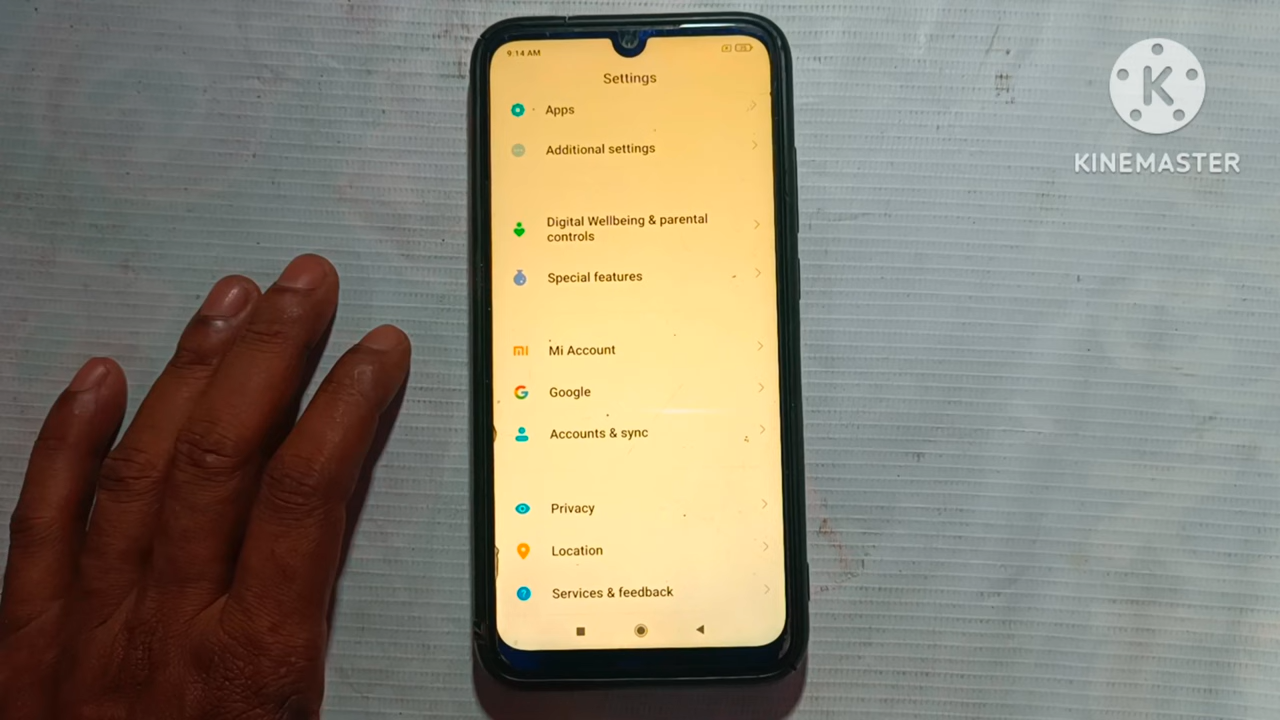 9:14 AM
Settings
Apps
Additional settings
Digital Wellbeing & parental
controls
Special features
Mi Account
Google
Accounts & sync
Privacy
Location
Services & feedback
K
KINEMASTER